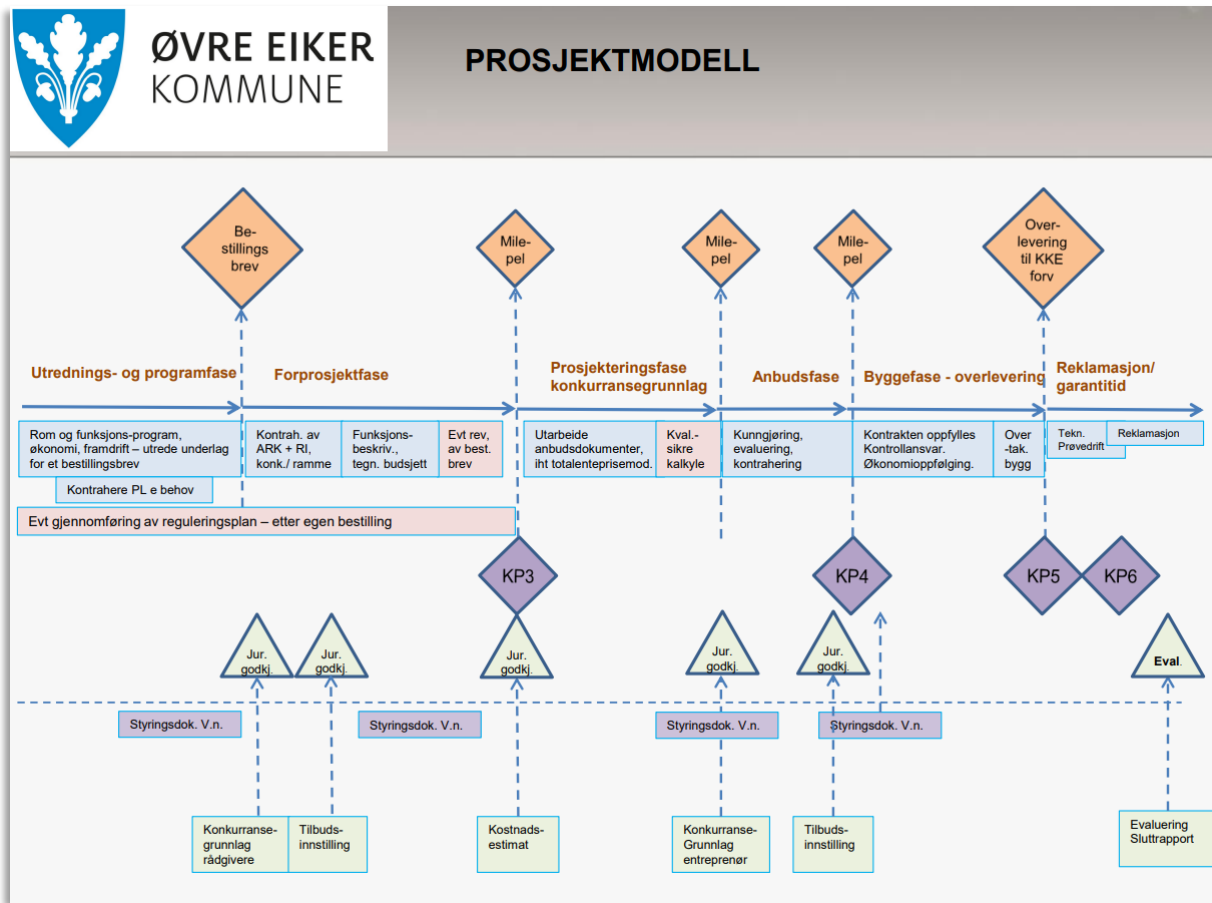 ØVRE EIKER
KOMMUNE
PROSJEKTMODELL
Be-
stillings
brev
Mile-
pel
Mile-
pel
Mile-
pel
Over-
levering
til KKE
forv
Utrednings- og programfase
Forprosjektfase
Prosjekteringsfase
konkurransegrunnlag
Anbudsfase
Byggefase - overlevering
Reklamasjon/
garantitid
Rom og funksjons-program,
økonomi, framdrift – utrede underlag
for et bestillingsbrev
Kontrah. av
ARK + RI,
konk./ ramme
Funksjons-
beskriv.,
tegn. budsjett
Evt rev,
av best.
brev
Utarbeide
anbudsdokumenter,
iht totalenteprisemod.
Kval.-
sikre
kalkyle
Kunngjøring,
evaluering,
kontrahering
Kontrakten oppfylles
Kontrollansvar.
Økonomioppfølging.
Over
-tak.
bygg
Tekn.
Prøvedrift
Reklamasjon
Kontrahere PL e behov
Evt gjennomføring av reguleringsplan – etter egen bestilling
KP3
KP4
KP5
KP6
Jur.
godkj.
Jur.
godkj.
Jur.
godkj.
Jur.
godkj.
Jur.
godkj.
Eval.
Styringsdok. V.n.
Styringsdok. V.n.
Styringsdok. V.n.
Styringsdok. V.n.
Konkurranse-
grunnlag
rådgivere
Tilbuds-
innstilling
Kostnads-
estimat
Konkurranse-
Grunnlag
entreprenør
Tilbuds-
innstilling
Evaluering
Sluttrapport